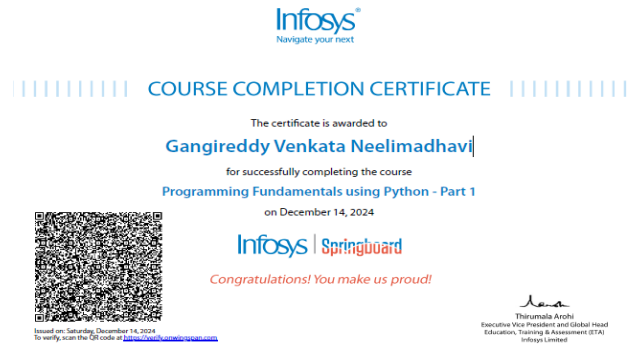 Infosys®
Navigate your next
COURSE COMPLETION CERTIFICATE
The certificate is awarded to
Gangireddy Venkata Neelimadhavi
for successfully completing the course
Programming Fundamentals using Python - Part 1
on December 14, 2024
Infosys | Springboard
Congratulations! You make us proud!
Issued on: Saturday, December 14, 2024
To verify, scan the QR code at https://verify.onwingspan.com
Thirumala Arohi
Executive Vice President and Global Head
Education, Training & Assessment (ETA)
Infosys Limited